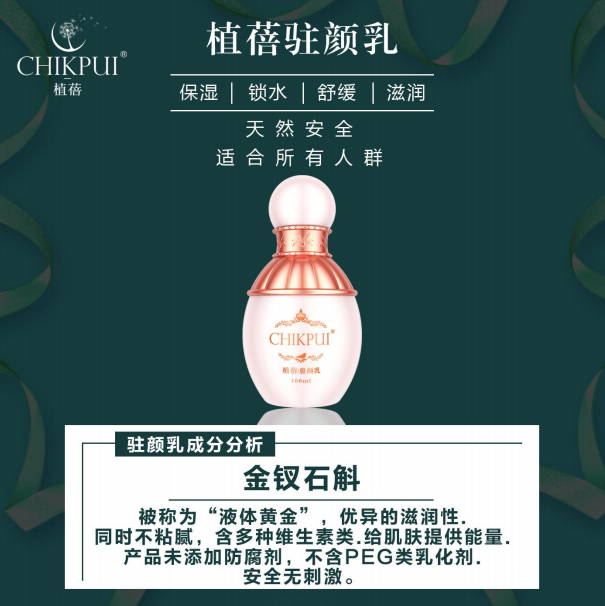 CHIKPUI®
植蓓
植蓓驻颜乳
保湿 | 锁水 | 舒缓 | 滋润
天然安全
适合所有人群
CHIKPUI®
植蓓驻颜乳
100ml
驻颜乳成分分析
金钗石斛
被称为“液体黄金”，优异的滋润性.
同时不粘腻，含多种维生素类.给肌肤提供能量.
产品未添加防腐剂，不含PEG类乳化剂.
安全无刺激。